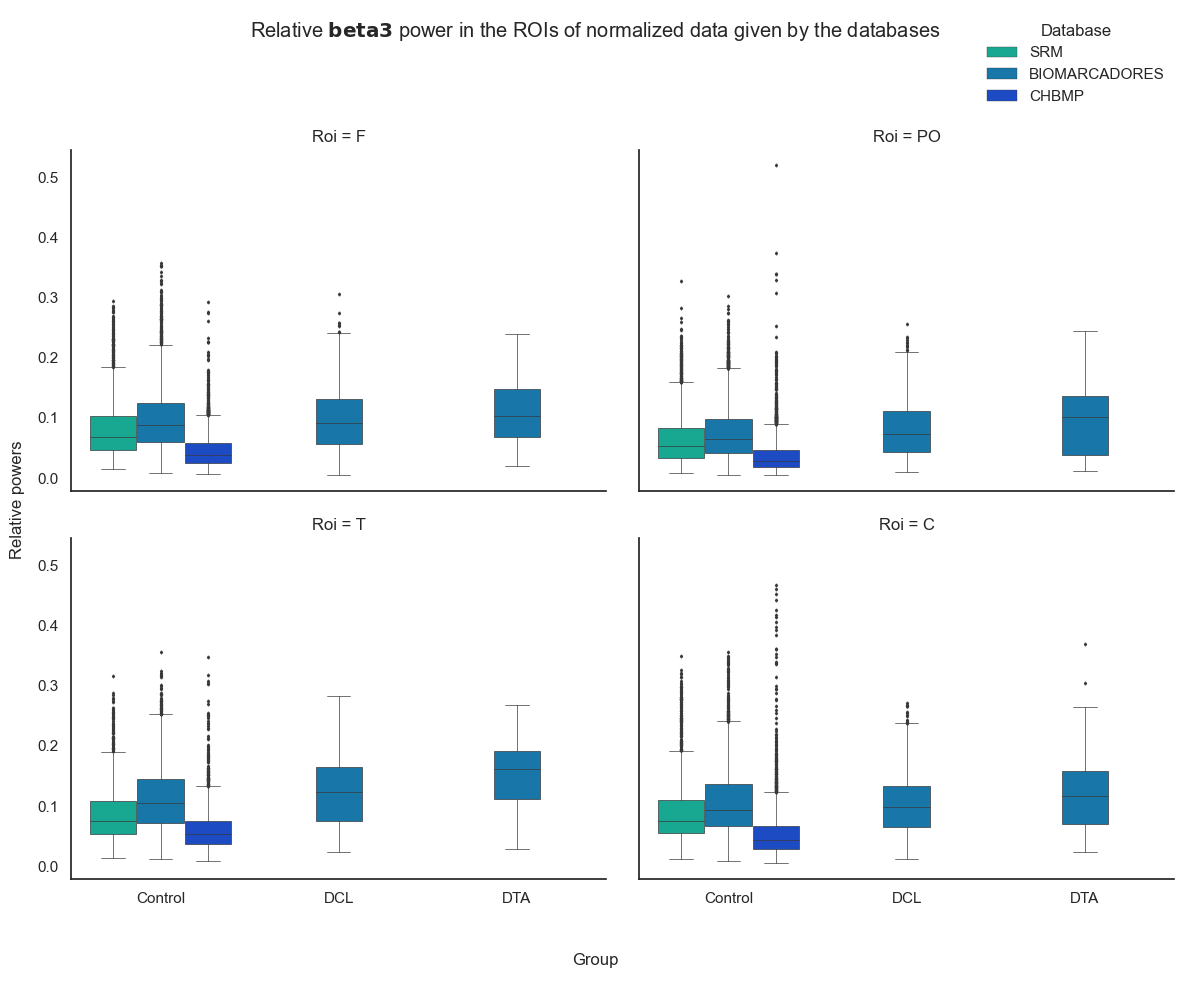 Relative beta3 power in the ROIs of normalized data given by the databases
Database
SRM
BIOMARCADORES
CHBMP
Roi = F
Roi = PO
0.5
0.4
0.3
0.2
0.1
0.0
Roi = T
Roi = C
0.5
0.4
0.3
0.2
0.1
0.0
Relative powers
Control
DCL
DTA
Control
DCL
DTA
Group